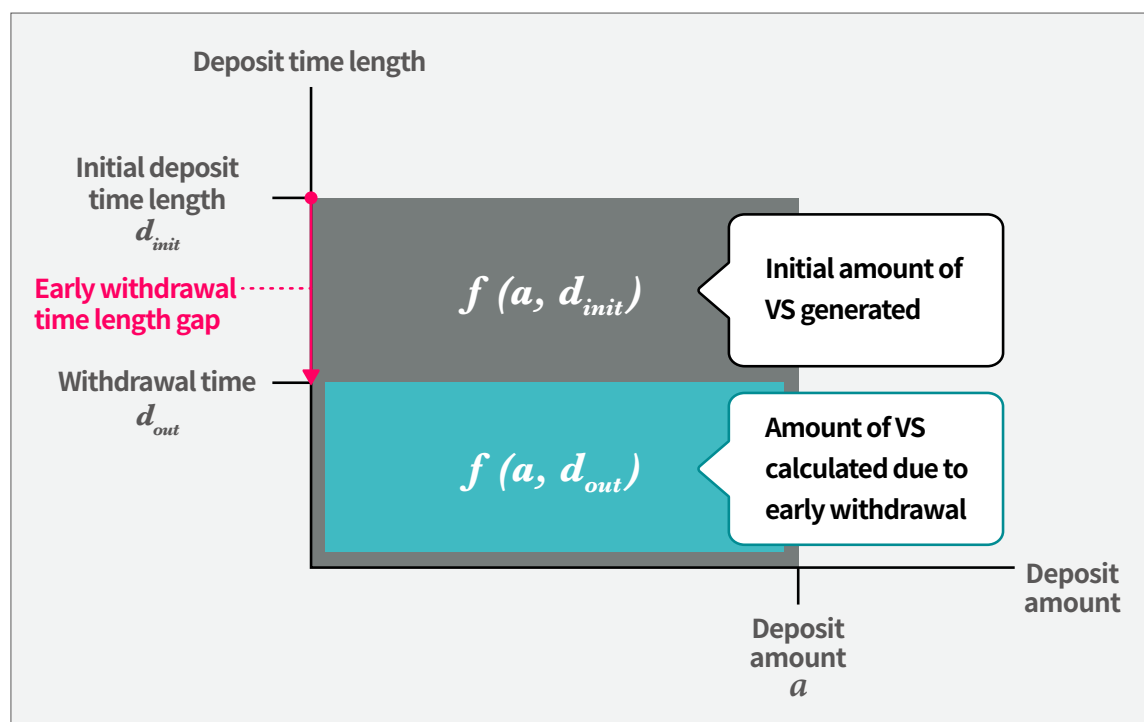 Deposit time length
Initial deposit
time length
d_init
Early withdrawal
time length gap
Withdrawal time
d_out
f (a, d_init)
Initial amount of
VS generated
f (a, d_out)
Amount of VS
calculated due to
early withdrawal
Deposit
amount
Deposit
amount
a